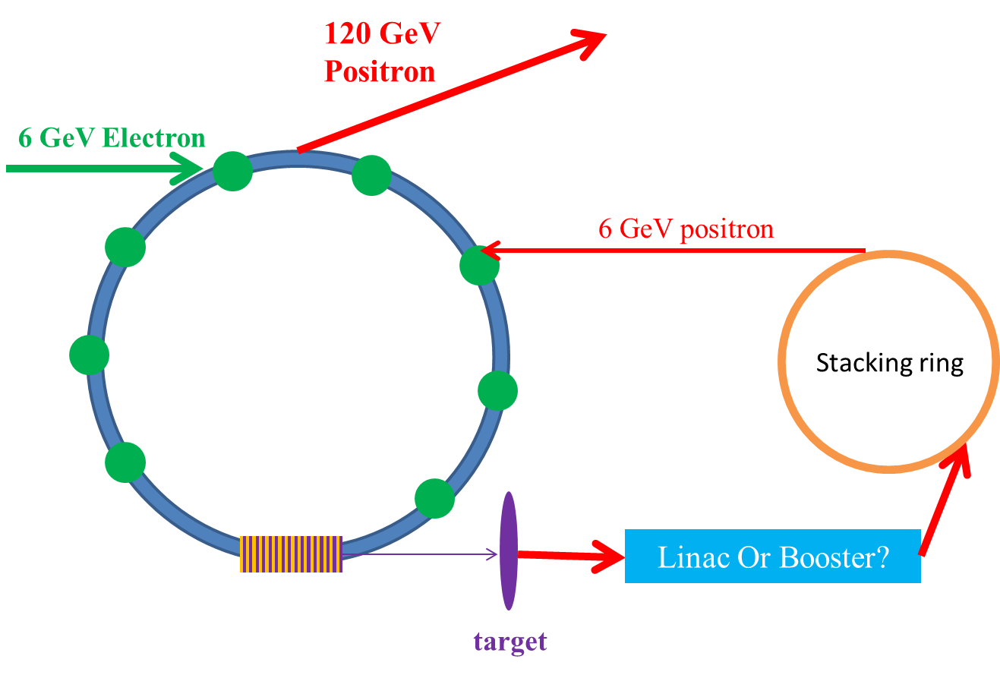 120 GeV
Positron
6 GeV Electron
6 GeV positron
Stacking ring
Linac Or Booster?
target